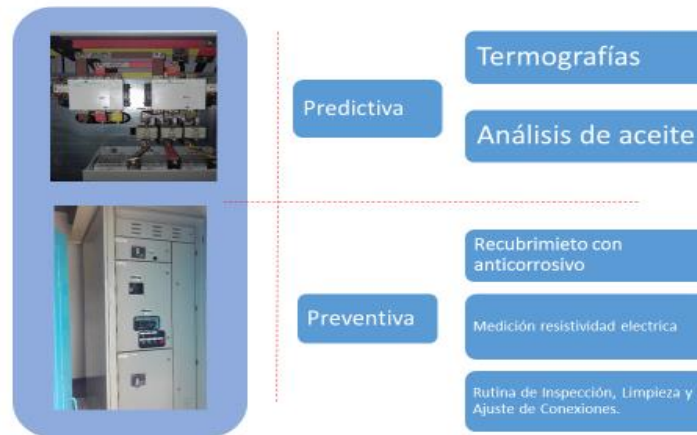 Predictiva
Termografías
Análisis de aceite
Preventiva
Recubrimieto con
anticorrosivo
Medición resistividad electrica
Rutina de Inspección, Limpieza y
Ajuste de Conexiones.